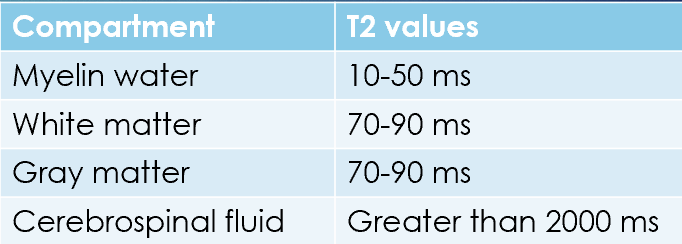 Compartment T2 values
Myelin water 10-50 ms
White matter 70-90 ms
Gray matter 70-90 ms
Cerebrospinal fluid Greater than 2000 ms